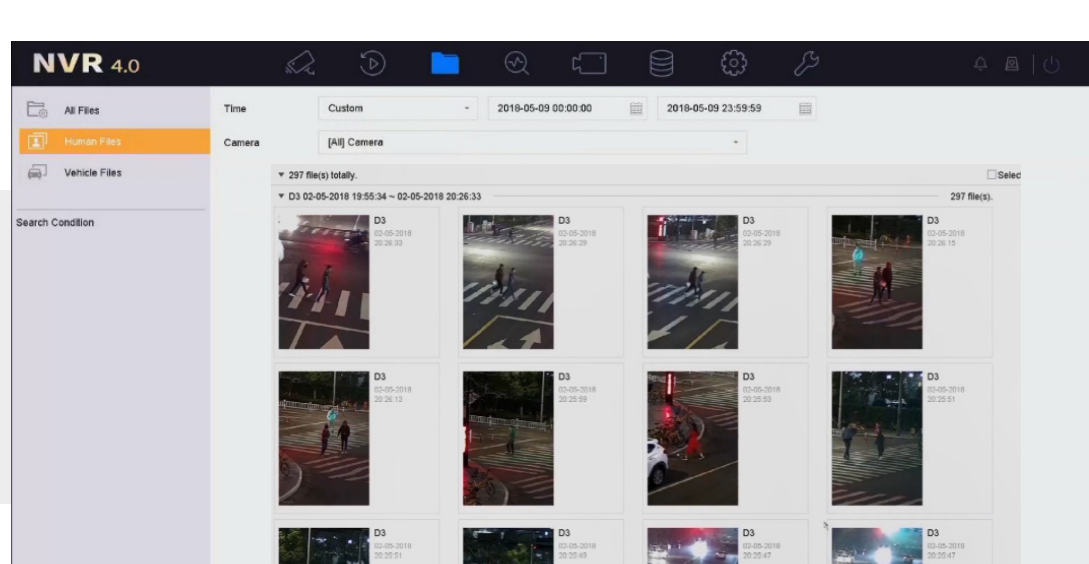 NVR 4.0
All Files
Human Files
Vehicle Files
Search Condition
Time Custom 2018-05-09 00:00:00 2018-05-09 23:59:59
Camera [All] Camera
297 file(s) totally. Selec
D3 02-05-2018 19:55:34 ~ 02-05-2018 20:26:33 297 file(s).
D3 D3 D3 D3
02-05-2018 02-05-2018 02-05-2018 02-05-2018
20:26:33 20:26:29 20:26:29 20:26:15
D3 D3 D3 D3
02-05-2018 02-05-2018 02-05-2018 02-05-2018
20:26:13 20:25:59 20:25:53 20:25:51
D3 D3 D3 D3
02-05-2018 02-05-2018 02-05-2018 02-05-2018
20:25:51 20:25:49 20:25:47 20:25:47